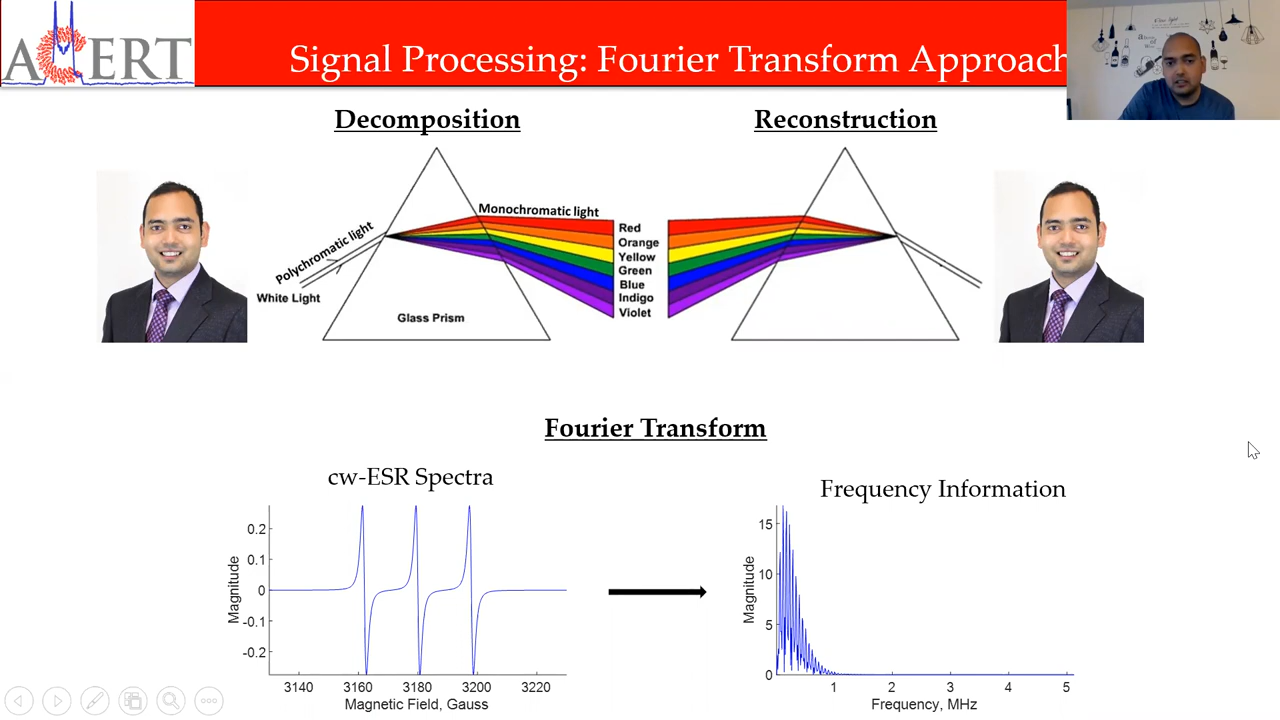 ACERT
Signal Processing: Fourier Transform Approach
Decomposition
Reconstruction
Polychromatic light
White Light
Monochromatic light
Glass Prism
Red
Orange
Yellow
Green
Blue
Indigo
Violet
Fourier Transform
cw-ESR Spectra
Magnitude
0.2
0.1
0
-0.1
-0.2
3140 3160 3180 3200 3220
Magnetic Field, Gauss
Frequency Information
Magnitude
15
10
5
0
1 2 3 4 5
Frequency, MHz